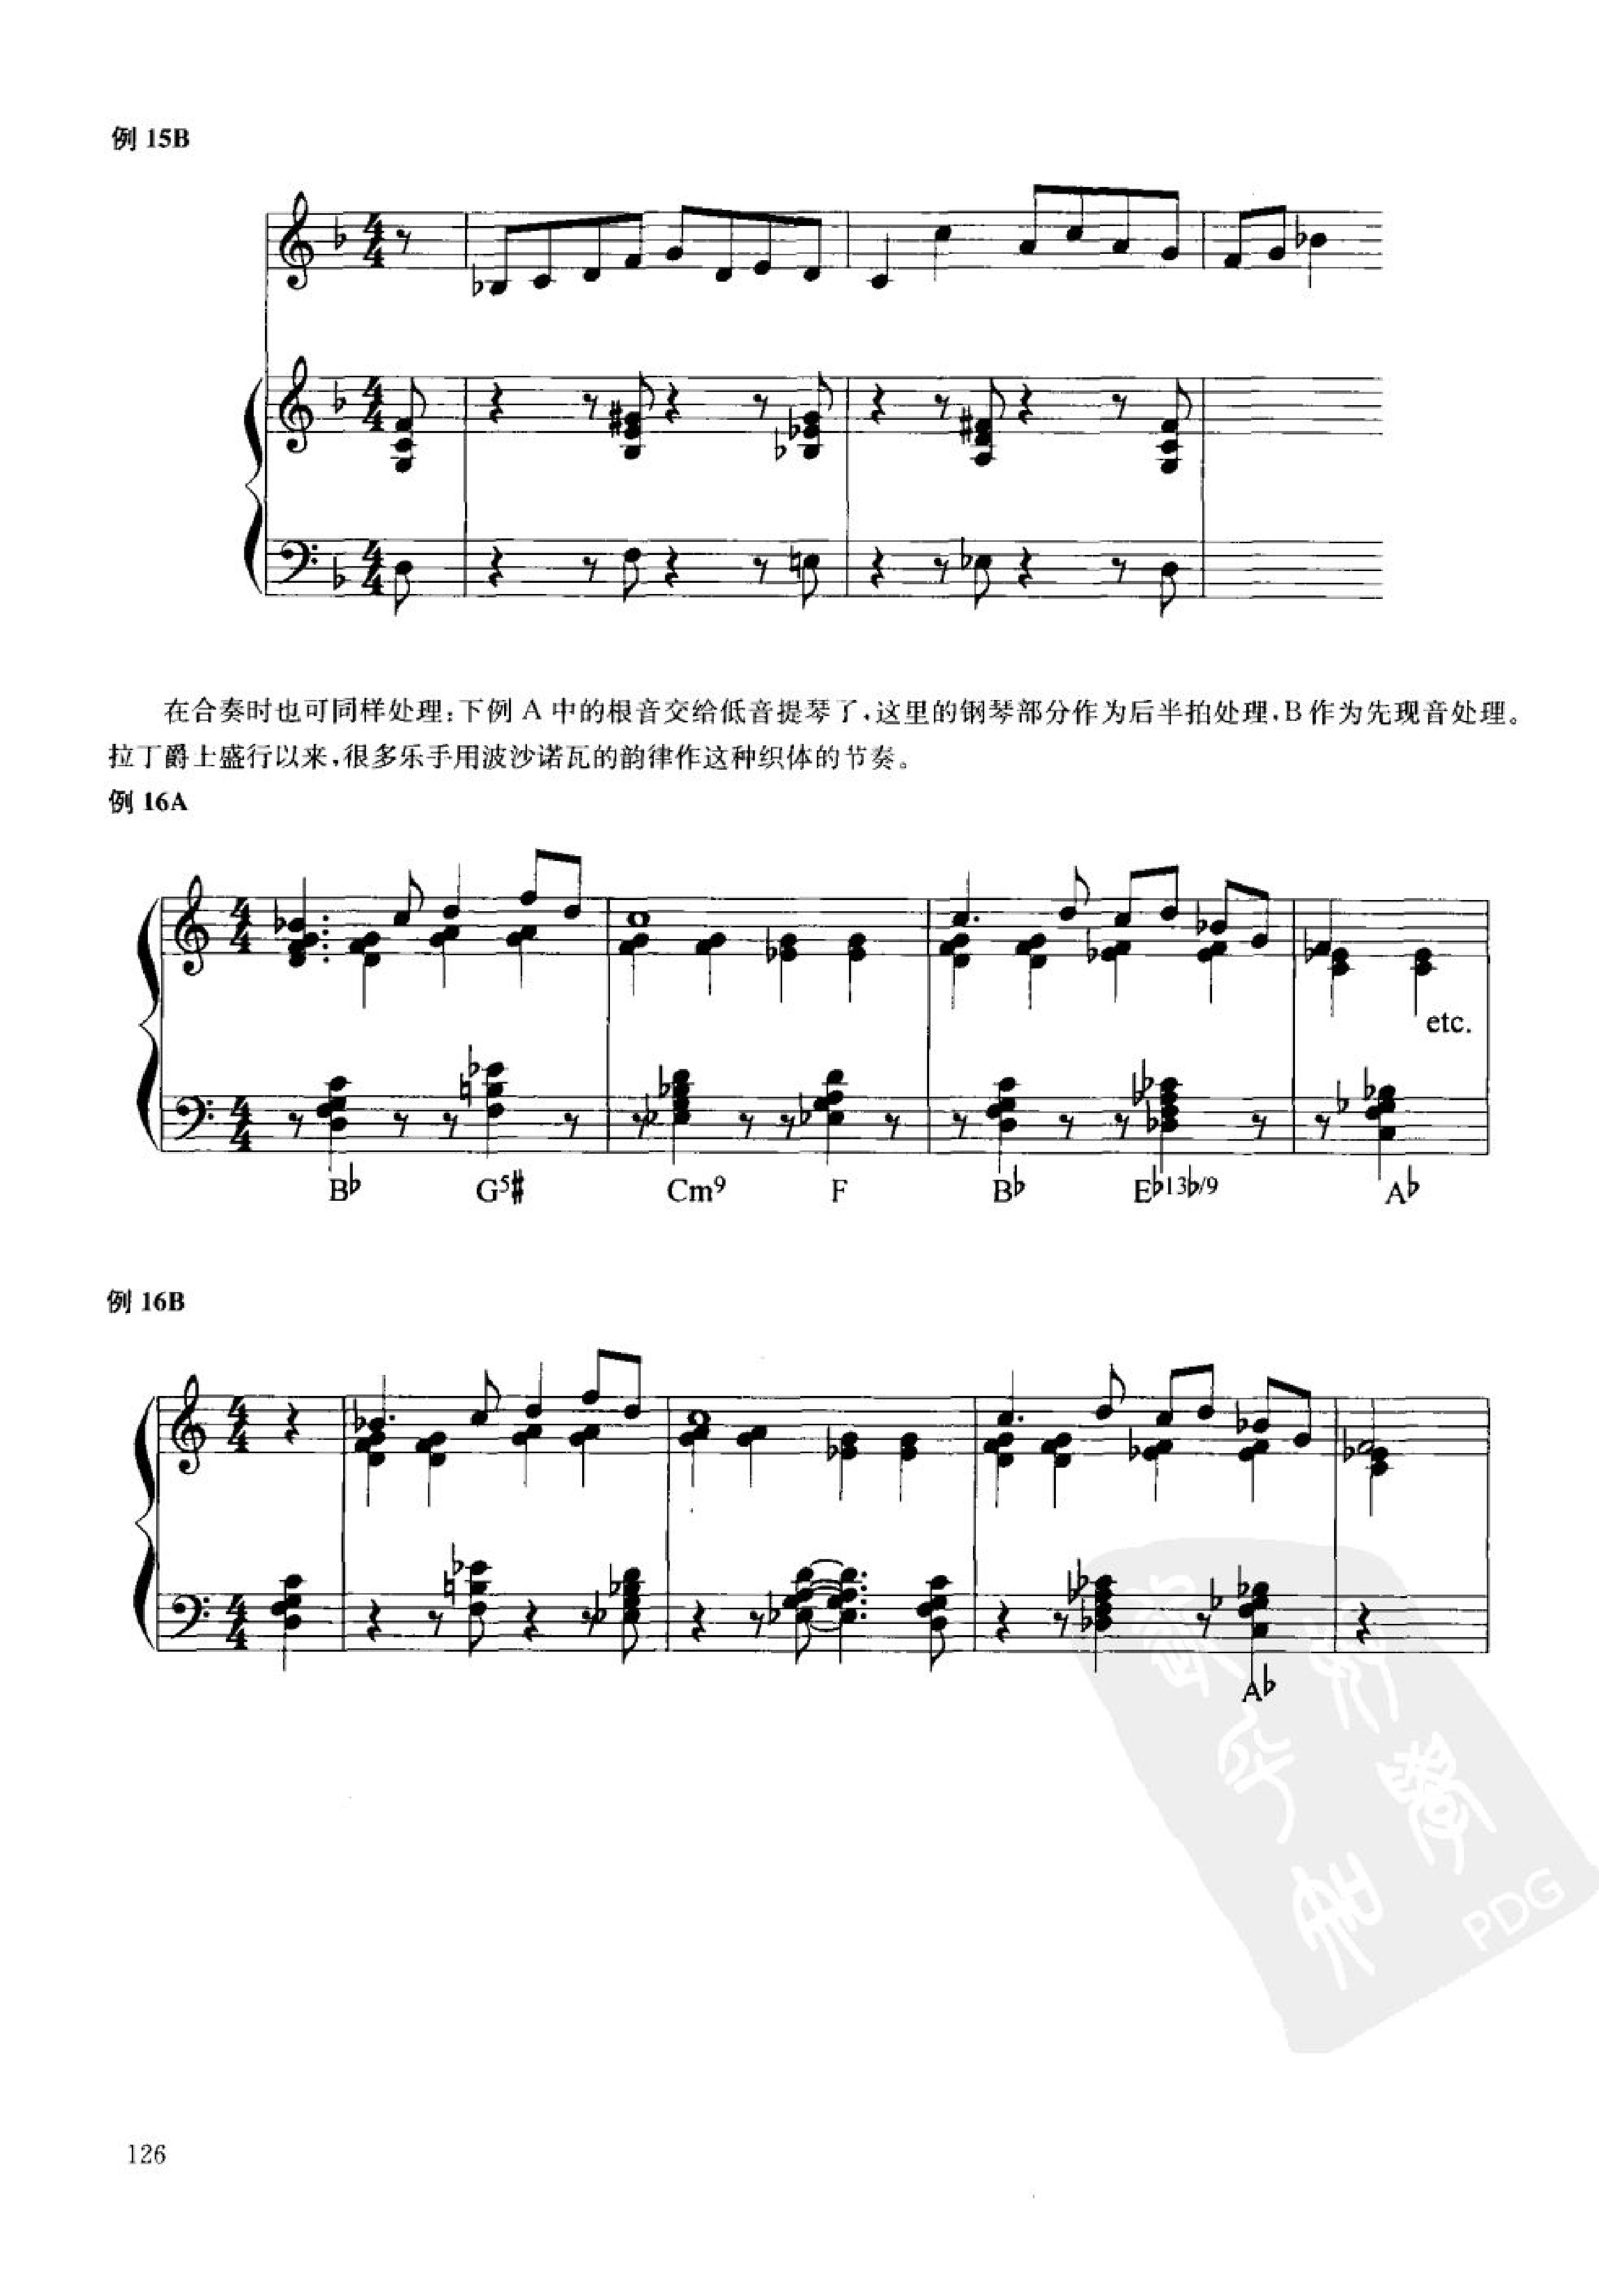 例 15B
在合奏时也可同样处理;下例 A 中的根音交给低音提琴了,这里的钢琴部分作为后半拍处理,B 作为先现音处理。
拉丁爵士盛行以来,很多乐手用波沙诺瓦的韵律作这种织体的节奏。
例 16A
etc.
B♭ G5# Cm9 F B♭ E♭13♭/9 A♭
例 16B
A♭
PDG
126